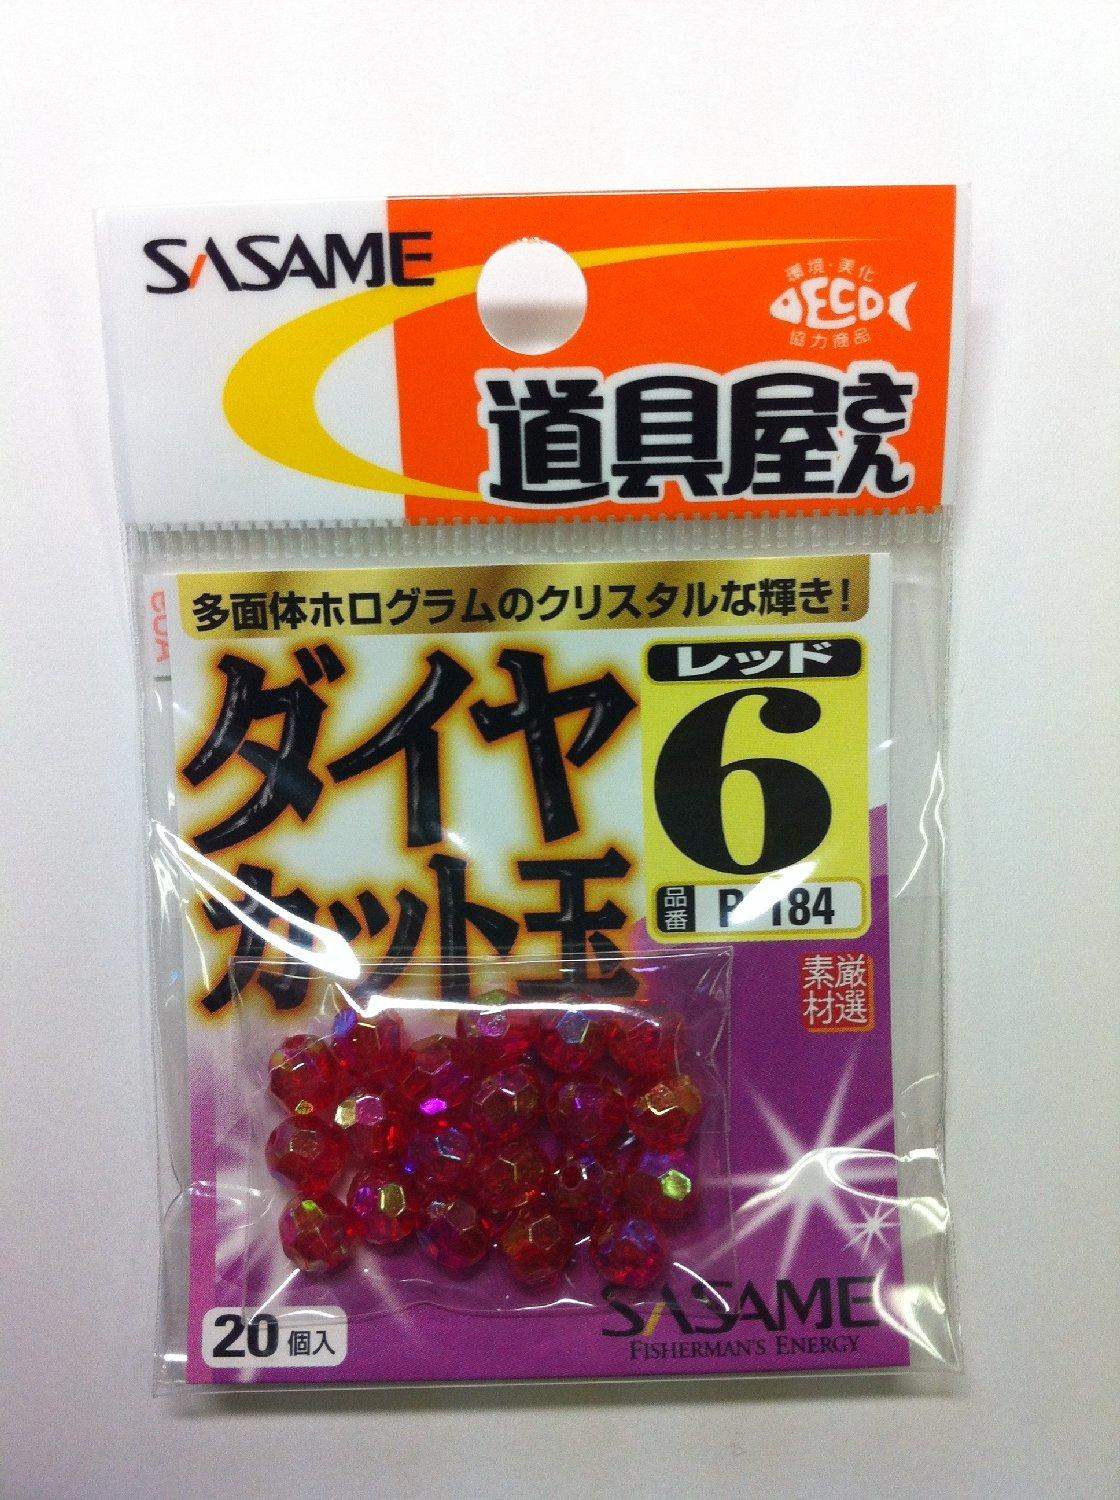 SASAME
環境・美化
ECO
協力商品
道具屋さん
多面体ホログラムのクリスタルな輝き!
ダイヤ
カット玉
レッド
6
品番
184
厳選
素材
20個入
SASAME
FISHERMAN'S ENERGY